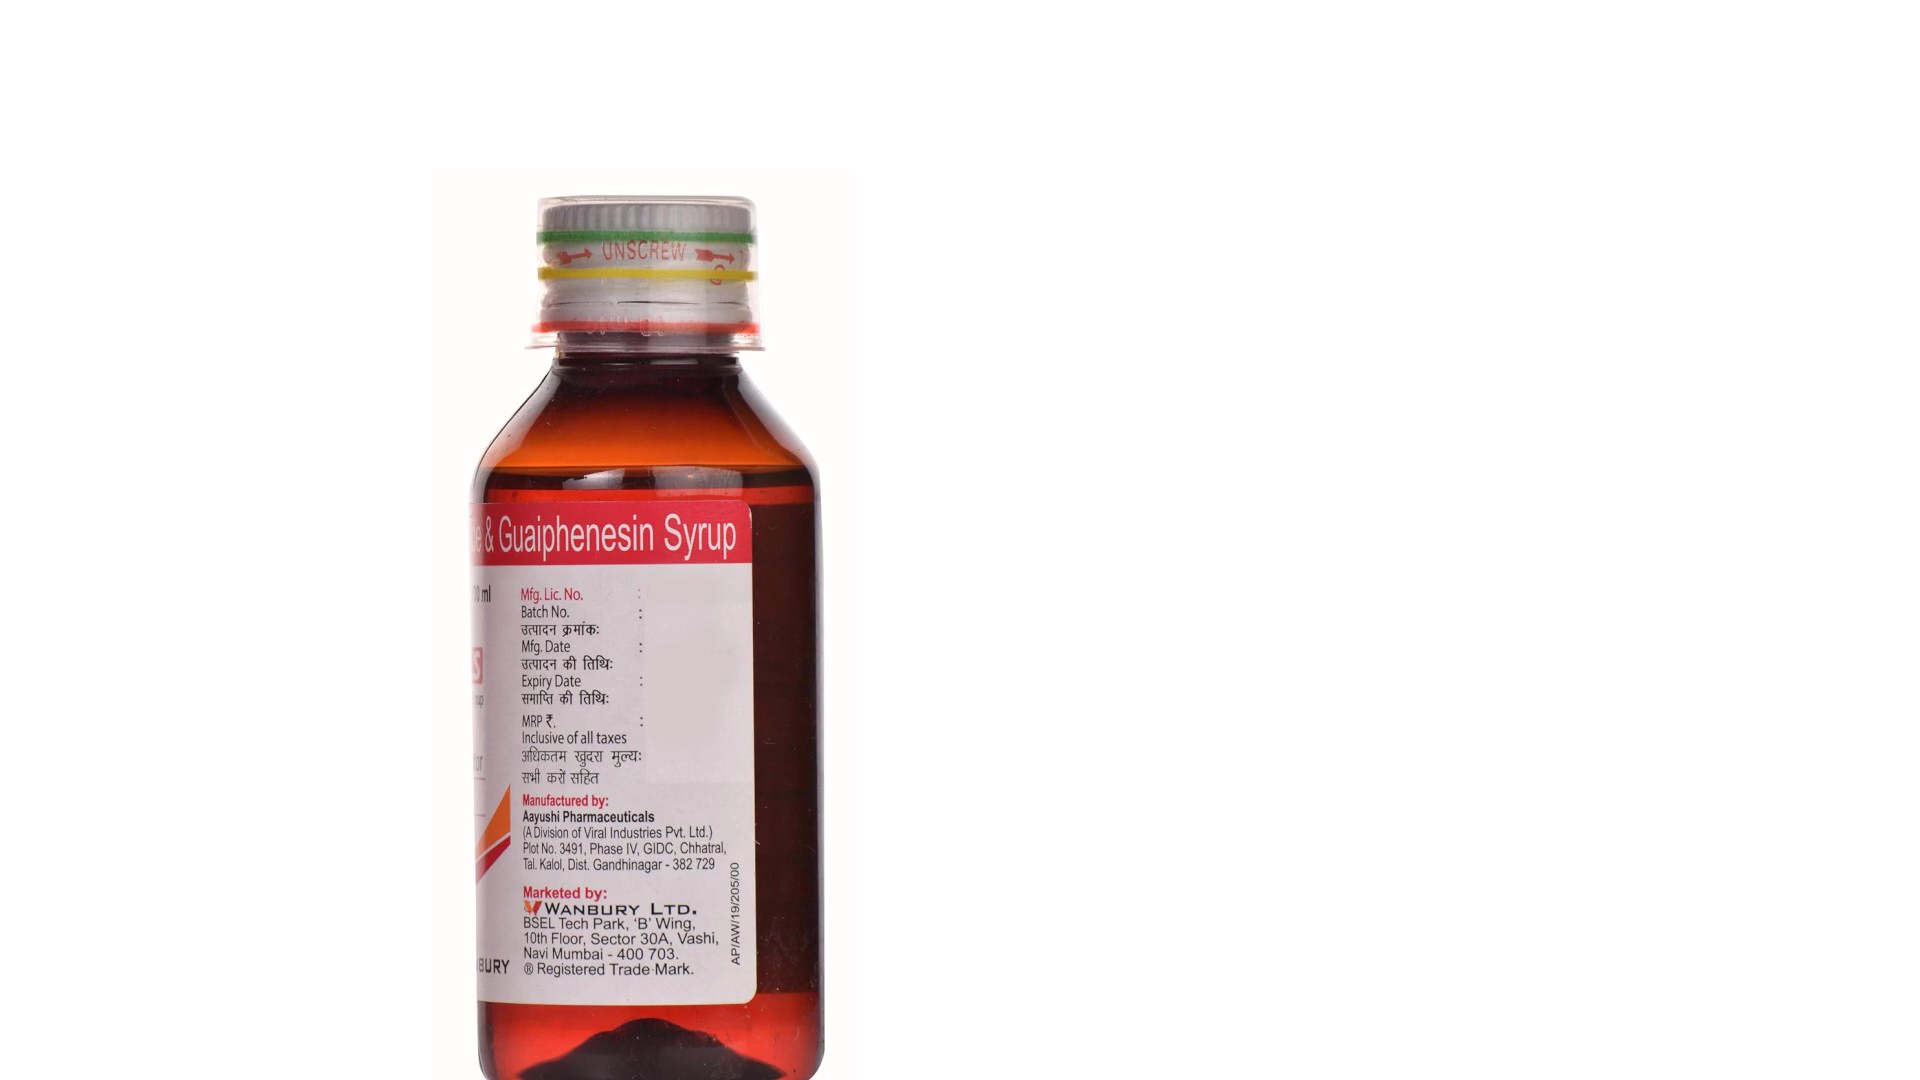 UNSCREW
& Guaiphenesin Syrup
ml
Mfg. Lic. No. :
Batch No. :
उत्पादन क्रमांकः
Mfg. Date :
उत्पादन की तिथिः
Expiry Date :
समाप्ति की तिथिः
MRP ₹. :
Inclusive of all taxes
अधिकतम खुदरा मुल्यः
सभी करों सहित
Manufactured by:
Aayushi Pharmaceuticals
(A Division of Viral Industries Pvt. Ltd.)
Plot No. 3491, Phase IV, GIDC, Chhatral,
Tal. Kalol, Dist. Gandhinagar - 382 729
Marketed by:
WANBURY LTD.
BSEL Tech Park, ‘B’ Wing,
10th Floor, Sector 30A, Vashi,
Navi Mumbai - 400 703.
® Registered Trade Mark.
BURY
AP/AW/19/205/00